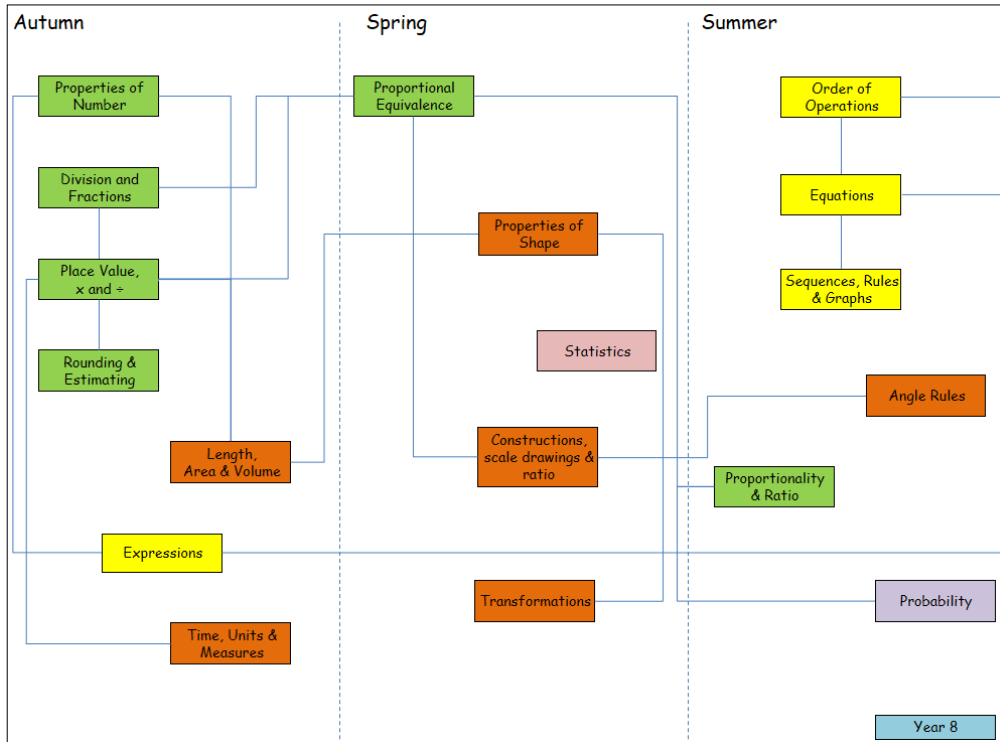 Autumn
Spring
Summer
Properties of
Number
Division and
Fractions
Place Value,
x and ÷
Rounding &
Estimating
Length,
Area & Volume
Expressions
Time, Units &
Measures
Proportional
Equivalence
Properties of
Shape
Statistics
Constructions,
scale drawings &
ratio
Transformations
Order of
Operations
Equations
Sequences, Rules
& Graphs
Angle Rules
Proportionality
& Ratio
Probability
Year 8